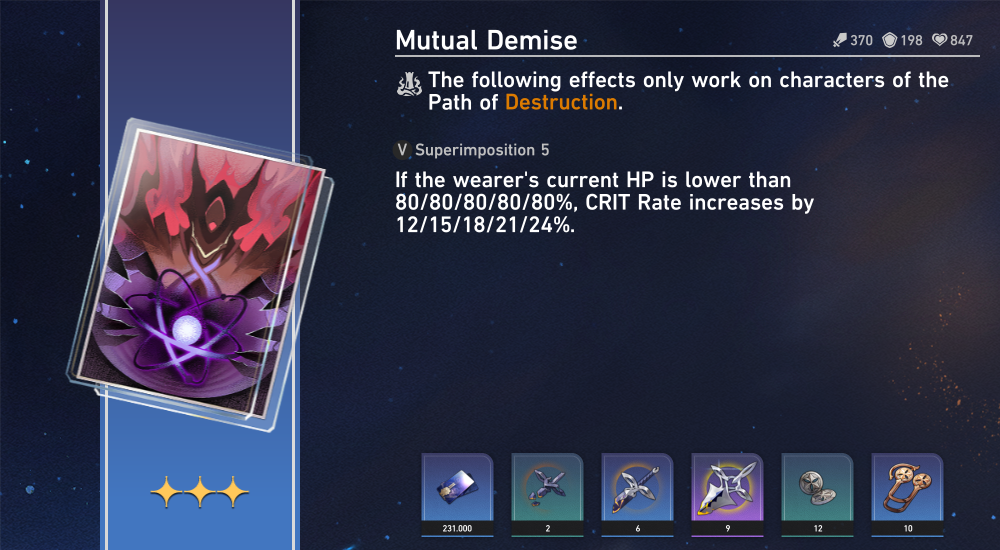 Mutual Demise
370 198 847
The following effects only work on characters of the
Path of Destruction.
V Superimposition 5
If the wearer's current HP is lower than
80/80/80/80/80%, CRIT Rate increases by
12/15/18/21/24%.
231.000 2 6 9 12 10